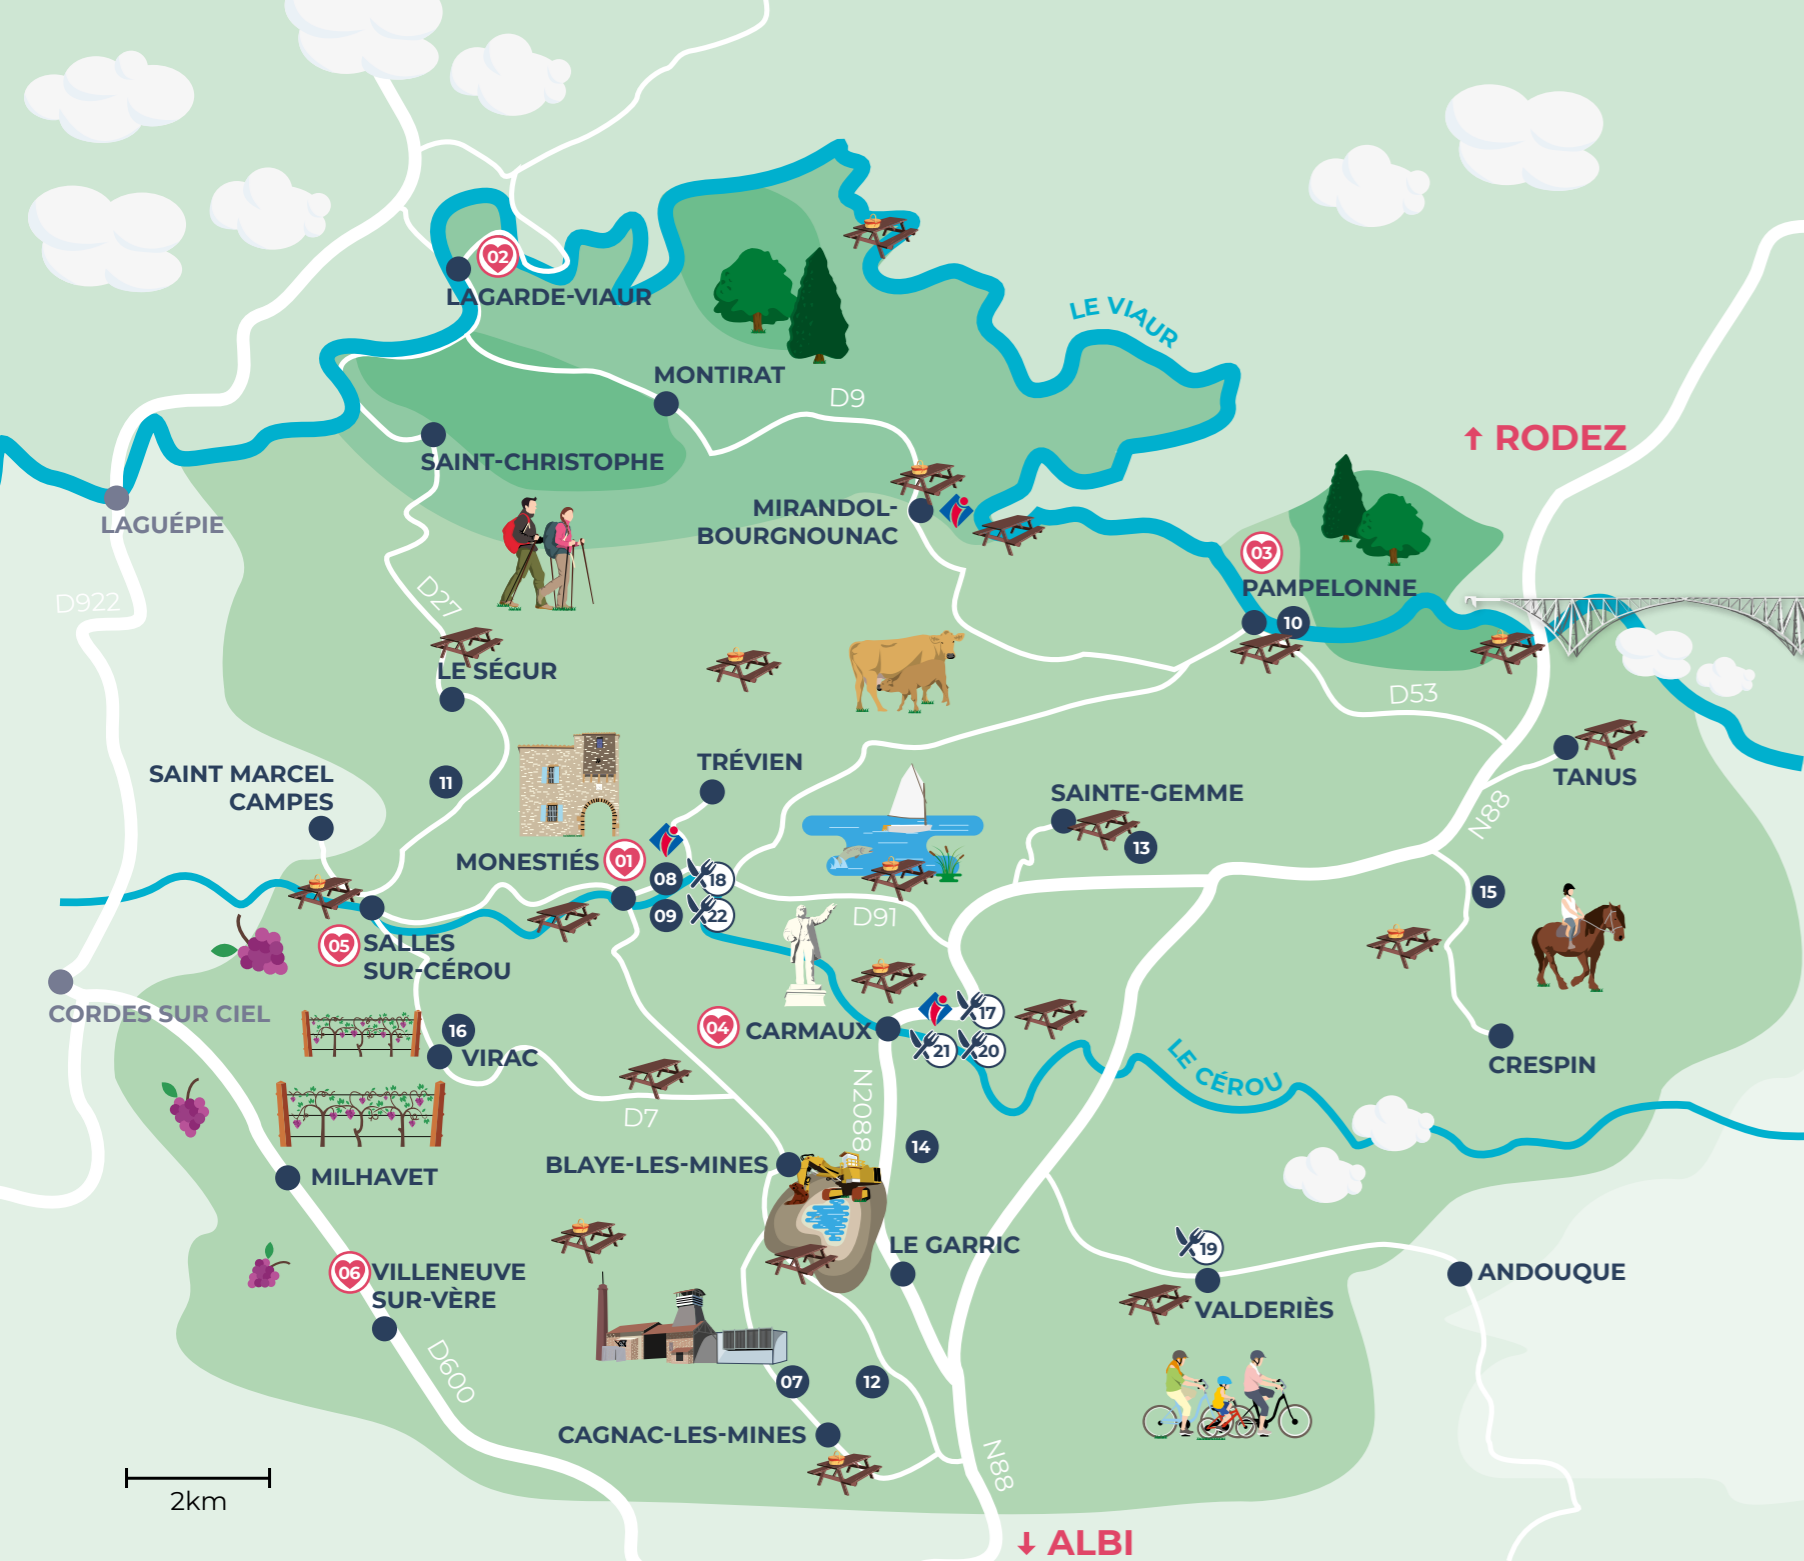 02
LAGARDE-VIAUR
LE VIAUR
MONTIRAT
D9
↑ RODEZ
SAINT-CHRISTOPHE
LAGUÉPIE
MIRANDOL-
BOURGNOUNAC
03
PAMPELONNE
10
D922
D27
LE SÉGUR
D53
TANUS
SAINT MARCEL
CAMPES
11
TRÉVIEN
SAINTE-GEMME
13
N88
MONESTIÉS
01
08
18
09
22
D91
15
05
SALLES
SUR-CÉROU
CORDES SUR CIEL
16
VIRAC
04
CARMAUX
17
21
20
LE CÉROU
CRESPIN
D7
N2088
14
BLAYE-LES-MINES
MILHAVET
LE GARRIC
19
VALDERIÈS
ANDOUQUE
06
VILLENEUVE
SUR-VÈRE
D600
07
12
CAGNAC-LES-MINES
N88
2km
↓ ALBI